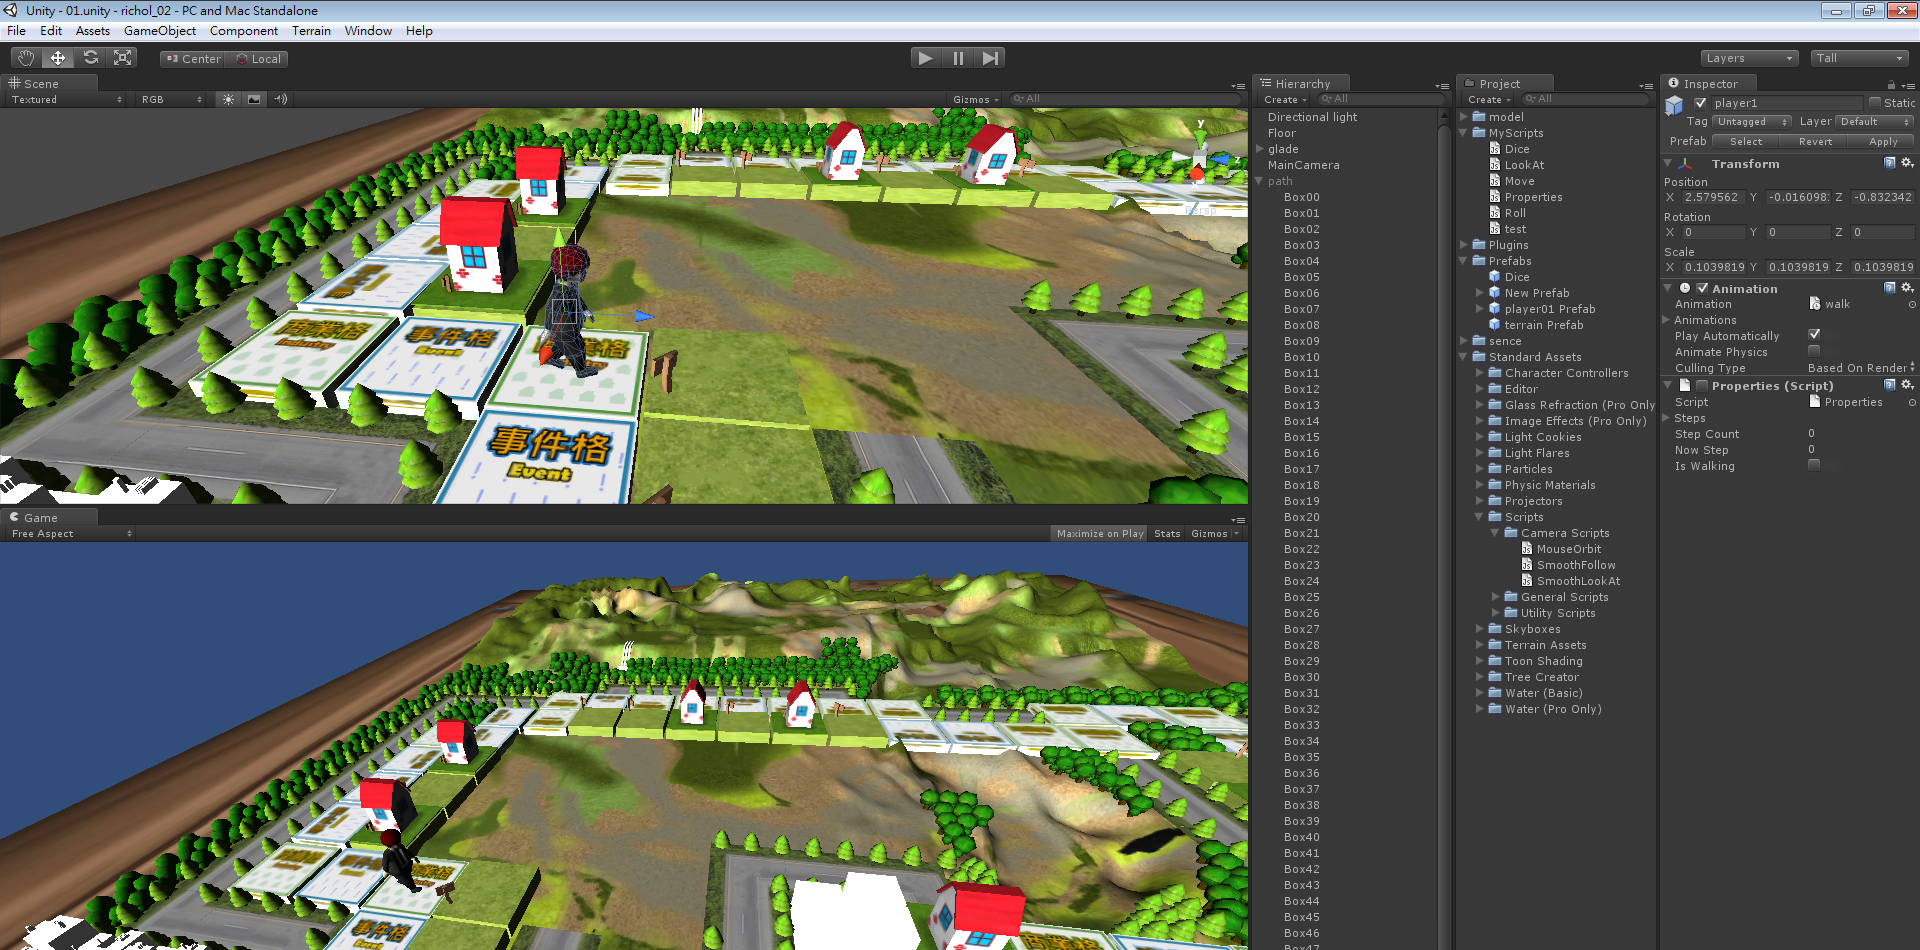 Unity - 01.unity - richol_02 - PC and Mac Standalone
File Edit Assets GameObject Component Terrain Window Help
Center Local
Layers
Tall
Scene
Textured RGB Gizmos All
y
z
Persp
商業格
Industry
事件格
Event
業格
事件格
Event
Game
Free Aspect Maximize on Play Stats Gizmos
事件格
Hierarchy
Create All
Directional light
Floor
glade
MainCamera
path
Box00
Box01
Box02
Box03
Box04
Box05
Box06
Box07
Box08
Box09
Box10
Box11
Box12
Box13
Box14
Box15
Box16
Box17
Box18
Box19
Box20
Box21
Box22
Box23
Box24
Box25
Box26
Box27
Box28
Box29
Box30
Box31
Box32
Box33
Box34
Box35
Box36
Box37
Box38
Box39
Box40
Box41
Box42
Box43
Box44
Box45
Box46
Box47
Project
Create All
model
MyScripts
Dice
LookAt
Move
Properties
Roll
test
Plugins
Prefabs
Dice
New Prefab
player01 Prefab
terrain Prefab
sence
Standard Assets
Character Controllers
Editor
Glass Refraction (Pro Only
Image Effects (Pro Only)
Light Cookies
Light Flares
Particles
Physic Materials
Projectors
Scripts
Camera Scripts
MouseOrbit
SmoothFollow
SmoothLookAt
General Scripts
Utility Scripts
Skyboxes
Terrain Assets
Toon Shading
Tree Creator
Water (Basic)
Water (Pro Only)
Inspector
player1 Static
Tag Untagged Layer Default
Prefab Select Revert Apply
Transform
Position
X 2.579562 Y -0.016098 Z -0.832342
Rotation
X 0 Y 0 Z 0
Scale
X 0.1039819 Y 0.1039819 Z 0.1039819
Animation
Animation walk
Animations
Play Automatically
Animate Physics
Culling Type Based On Render
Properties (Script)
Script Properties
Steps
Step Count 0
Now Step 0
Is Walking